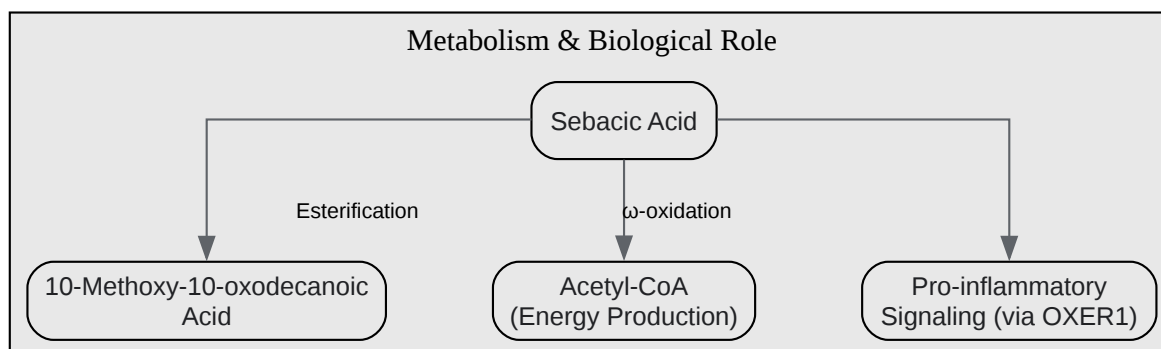 Metabolism & Biological Role
Sebacic Acid
Esterification
ω-oxidation
10-Methoxy-10-oxodecanoic
Acid
Acetyl-CoA
(Energy Production)
Pro-inflammatory
Signaling (via OXER1)